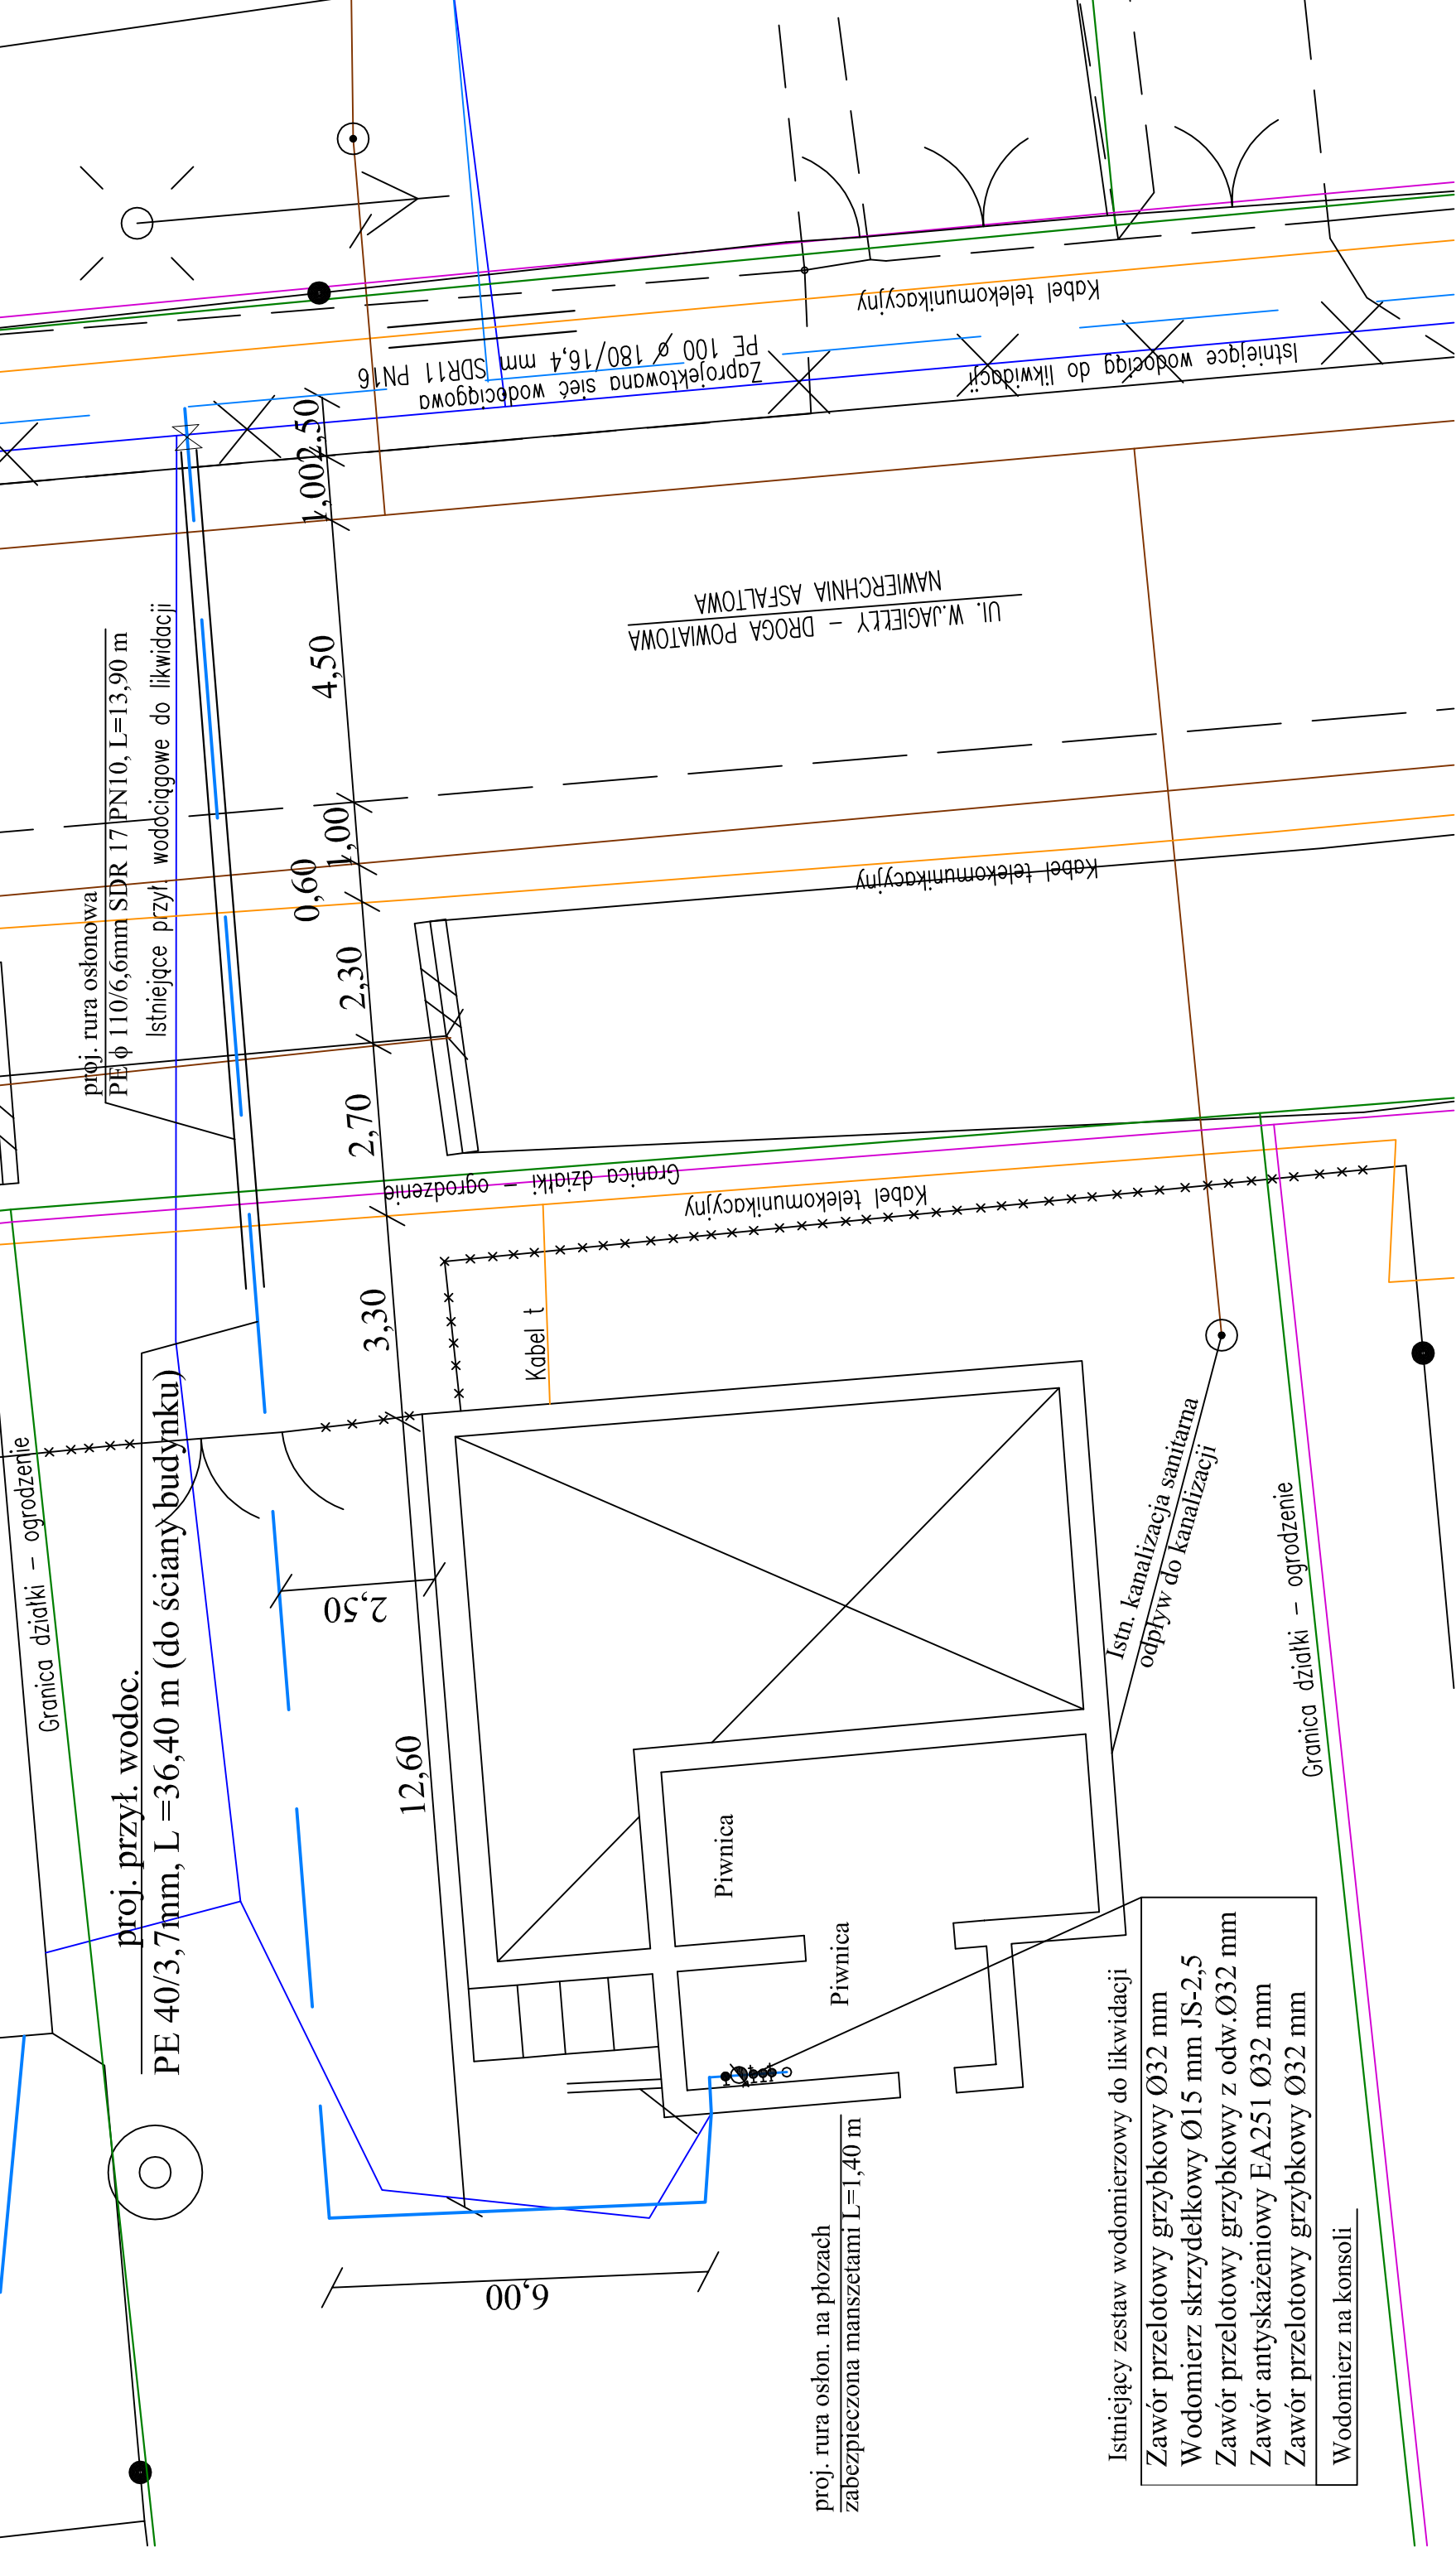 Kabel telekomunikacyjny
PE 100 ø 180/16,4 mm SDR11 PN16
Zaprojektowana sieć wodociągowa
Istniejące wodociąg do likwidacji
2,50
1,00
NAWIERZCHNIA ASFALTOWA
Ul. W.JAGIEŁŁY – DROGA POWIATOWA
4,50
proj. rura osłonowa
PE ϕ 110/6,6mm SDR 17 PN10, L=13,90 m
Istniejące przył. wodociągowe do likwidacji
1,00
0,60
Kabel telekomunikacyjny
2,30
2,70
Granica działki – ogrodzenie
Kabel telekomunikacyjny
3,30
Kabel t
Granica działki – ogrodzenie
proj. przył. wodoc.
PE 40/3,7mm, L =36,40 m (do ściany budynku)
2,50
12,60
Istn. kanalizacja sanitarna
odpływ do kanalizacji
Granica działki – ogrodzenie
Piwnica
Piwnica
6,00
proj. rura osłon. na płozach
zabezpieczona manszetami L=1,40 m
Istniejący zestaw wodomierzowy do likwidacji
Zawór przelotowy grzybkowy Ø32 mm
Wodomierz skrzydełkowy Ø15 mm JS-2,5
Zawór przelotowy grzybkowy z odw.Ø32 mm
Zawór antyskażeniowy EA251 Ø32 mm
Zawór przelotowy grzybkowy Ø32 mm
Wodomierz na konsoli